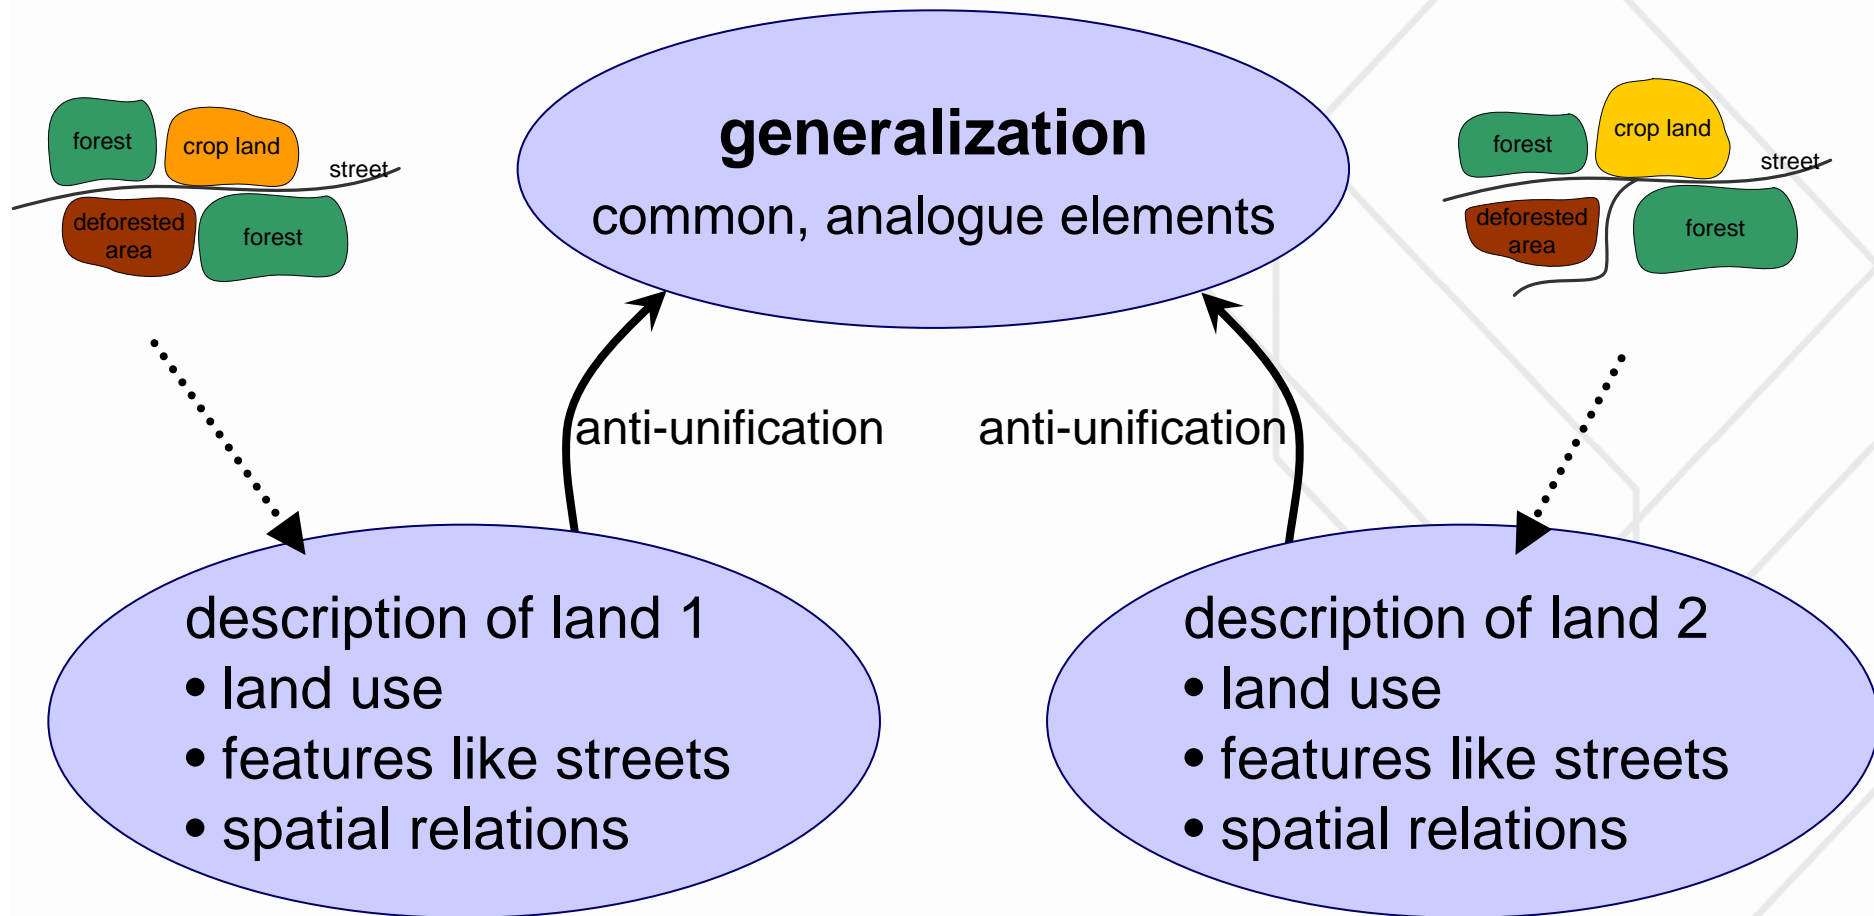 generalization
common, analogue elements
forest
crop land
street
deforested
area
forest
forest
crop land
street
deforested
area
forest
anti-unification
anti-unification
description of land 1
• land use
• features like streets
• spatial relations
description of land 2
• land use
• features like streets
• spatial relations